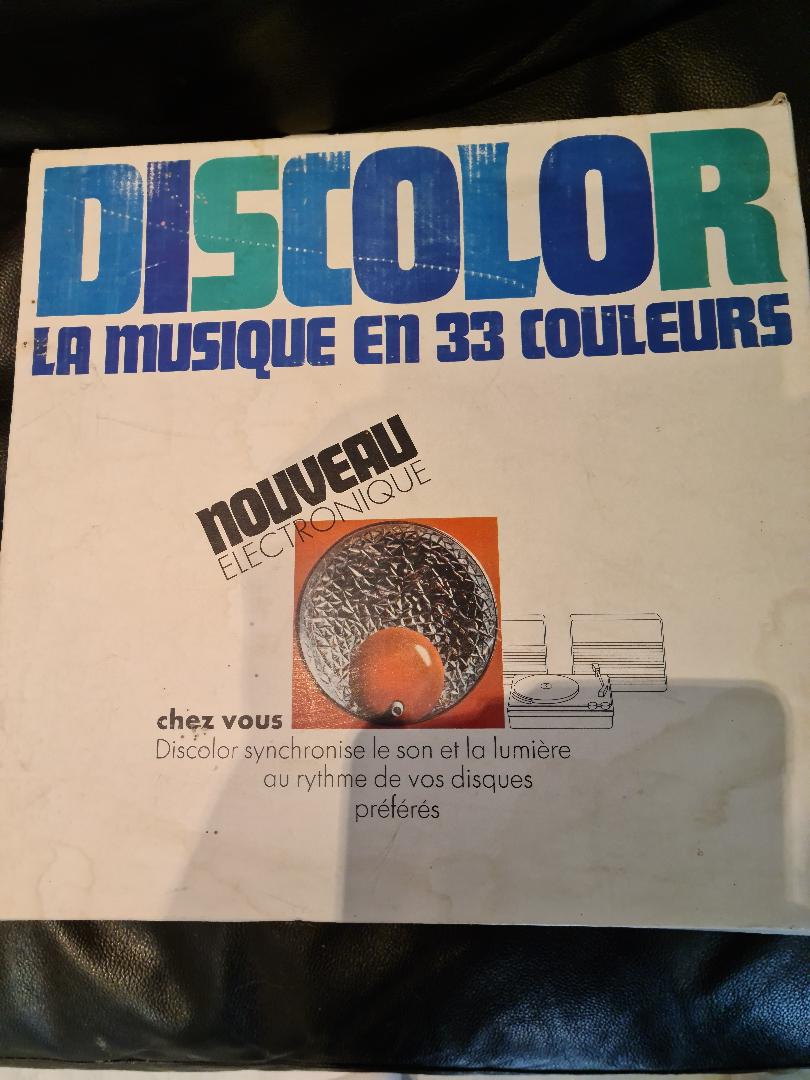 DISCOLOR
LA MUSIQUE EN 33 COULEURS
NOUVEAU
ELECTRONIQUE
chez vous
Discolor synchronise le son et la lumière
au rythme de vos disques
préférés